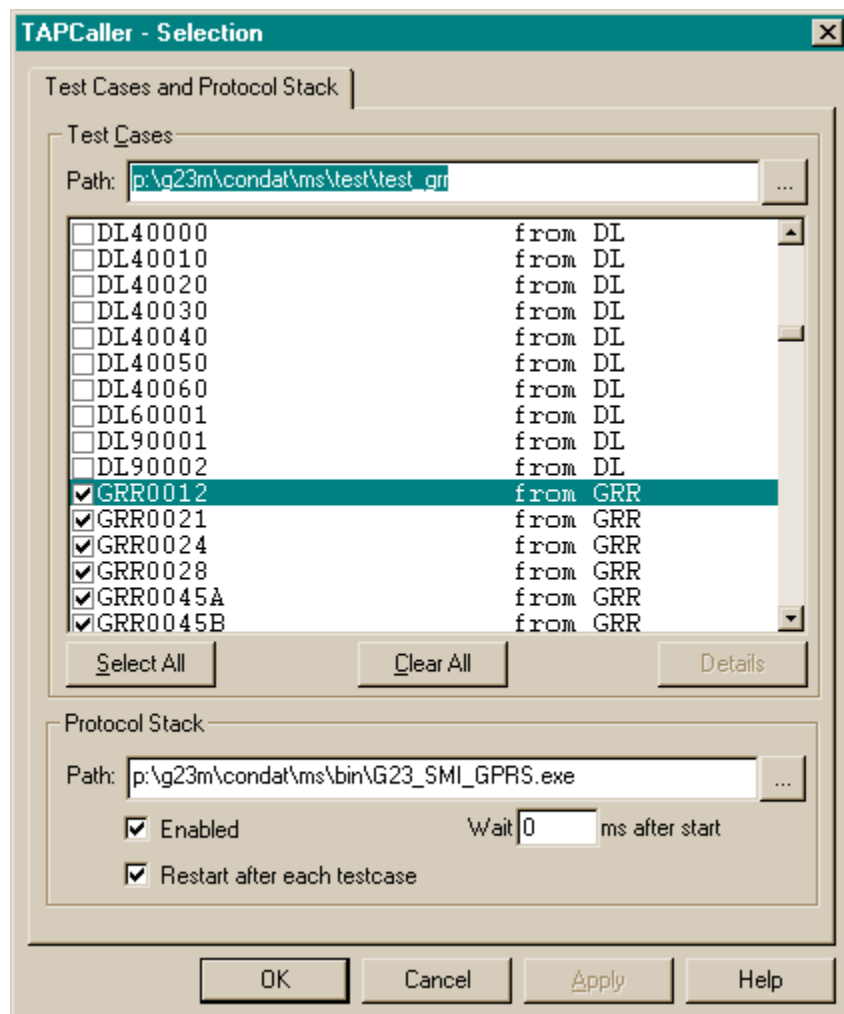 TAPCaller - Selection
Test Cases and Protocol Stack
Test Cases
Path: p:\g23m\condat\ms\test\test_grr ...
DL40000 from DL
DL40010 from DL
DL40020 from DL
DL40030 from DL
DL40040 from DL
DL40050 from DL
DL40060 from DL
DL60001 from DL
DL90001 from DL
DL90002 from DL
GRR0012 from GRR
GRR0021 from GRR
GRR0024 from GRR
GRR0028 from GRR
GRR0045A from GRR
GRR0045B from GRR
Select All Clear All Details
Protocol Stack
Path: p:\g23m\condat\ms\bin\G23_SMI_GPRS.exe ...
Enabled Wait 0 ms after start
Restart after each testcase
OK Cancel Apply Help